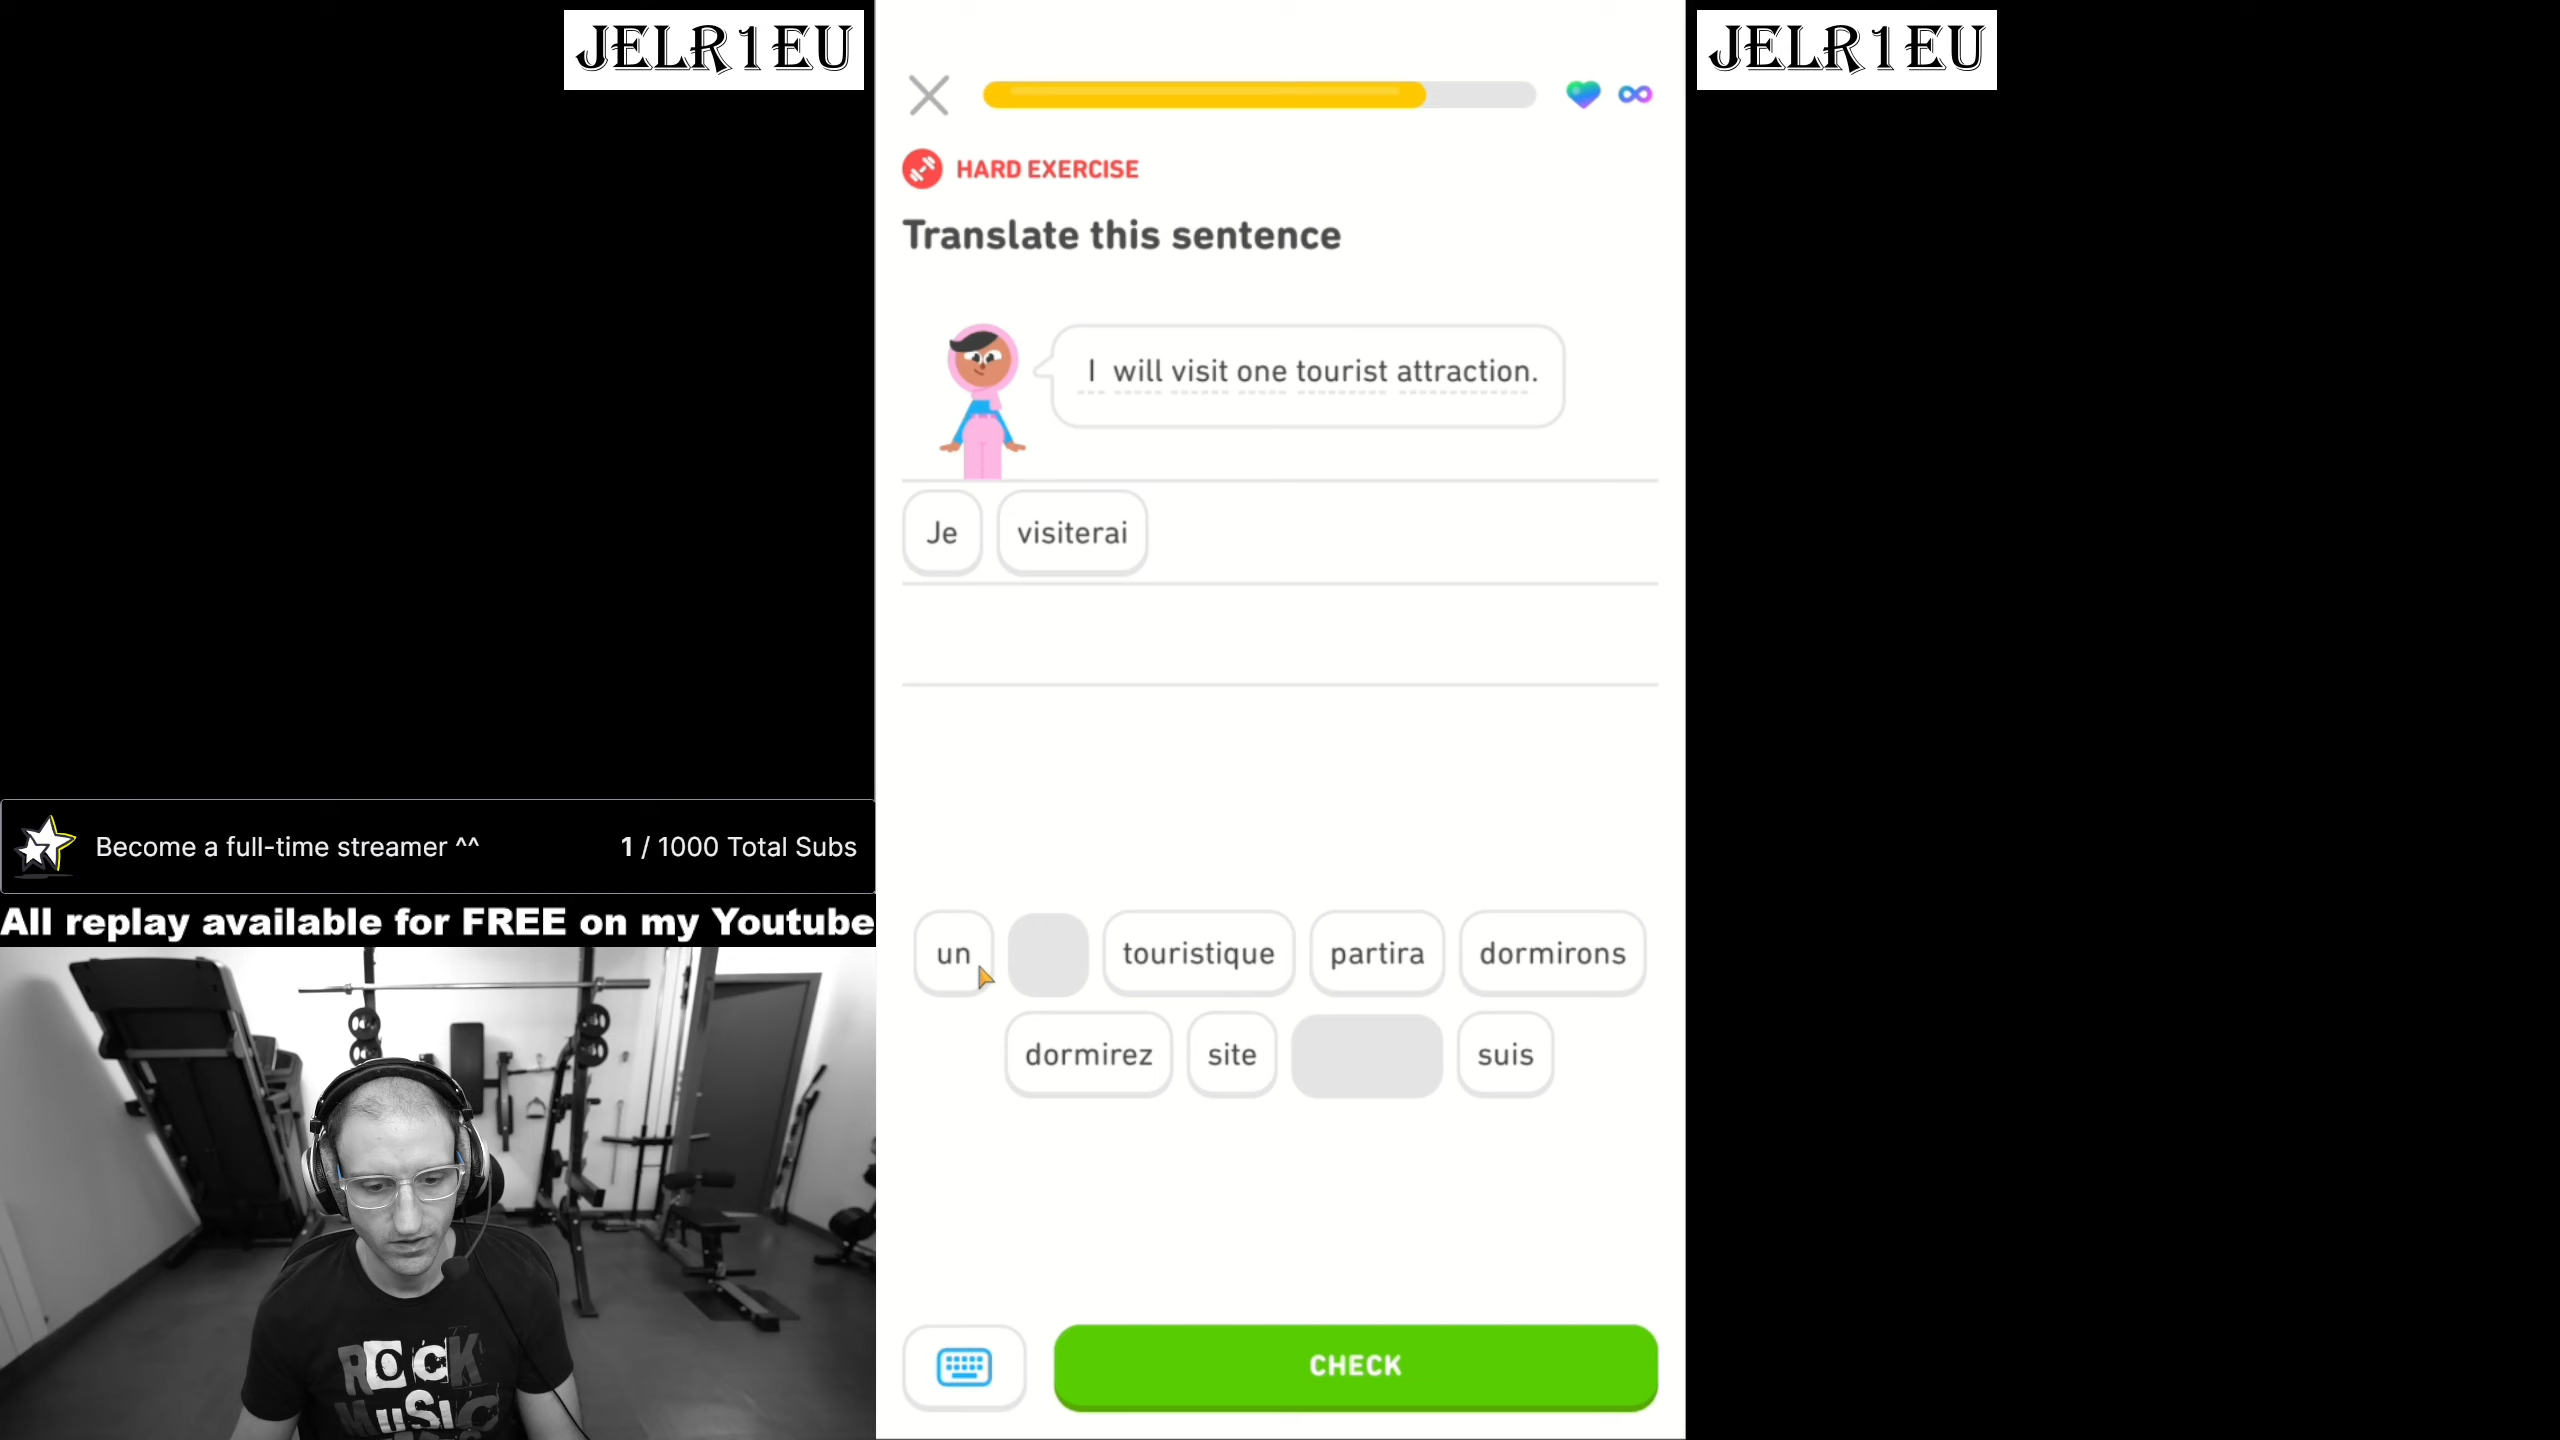 JELR1EU
JELR1EU
HARD EXERCISE
Translate this sentence
I will visit one tourist attraction.
Je visiterai
Become a full-time streamer ^^ 1 / 1000 Total Subs
All replay available for FREE on my Youtube
un touristique partira dormirons
dormirez site suis
ROCK
MUSIC
CHECK